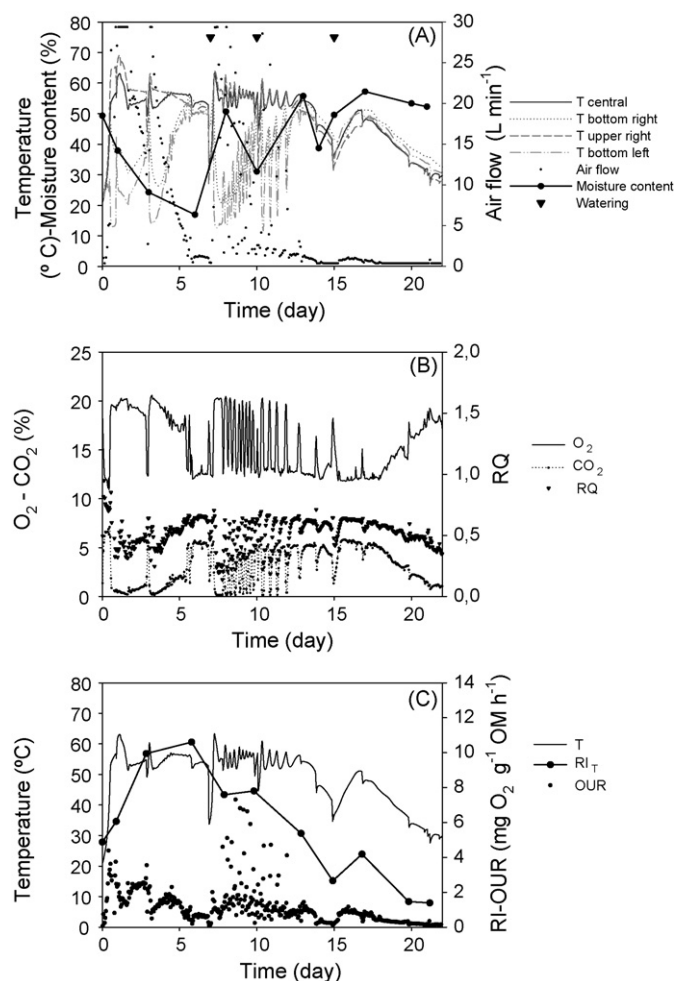 (A)
Temperature
(º C)-Moisture content (%)
80
70
60
50
40
30
20
10
0
30
25
20
15
10
5
0
Air flow (L min⁻¹)
0 5 10 15 20
Time (day)
T central
T bottom right
T upper right
T bottom left
Air flow
Moisture content
Watering
(B)
O₂ - CO₂ (%)
25
20
15
10
5
0
2,0
1,5
1,0
0,5
0,0
RQ
0 5 10 15 20
Time (day)
O₂
CO₂
RQ
(C)
Temperature (ºC)
80
70
60
50
40
30
20
10
0
14
12
10
8
6
4
2
0
RI-OUR (mg O₂ g⁻¹ OM h⁻¹)
0 5 10 15 20
Time (day)
T
RI_T
OUR